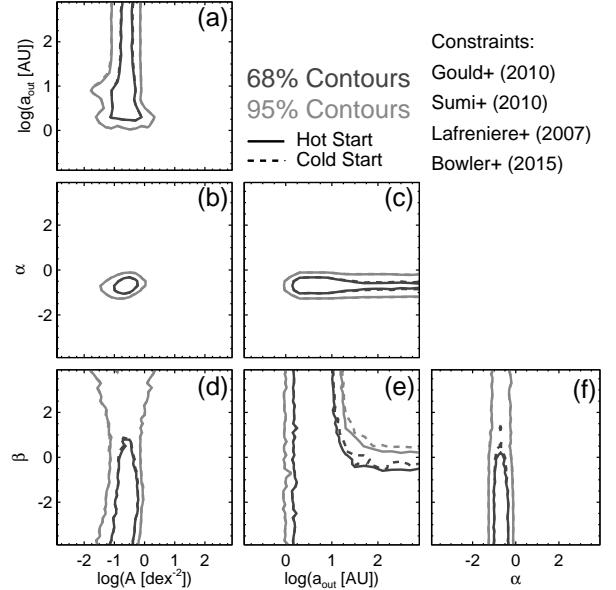 (a)
2
1
0
log(a_out [AU])
68% Contours
95% Contours
Hot Start
Cold Start
Constraints:
Gould+ (2010)
Sumi+ (2010)
Lafreniere+ (2007)
Bowler+ (2015)
(b)
2
0
-2
α
(c)
(d)
2
0
-2
β
-2 -1 0 1 2
log(A [dex^-2])
(e)
0 1 2
log(a_out [AU])
(f)
-2 0 2
α